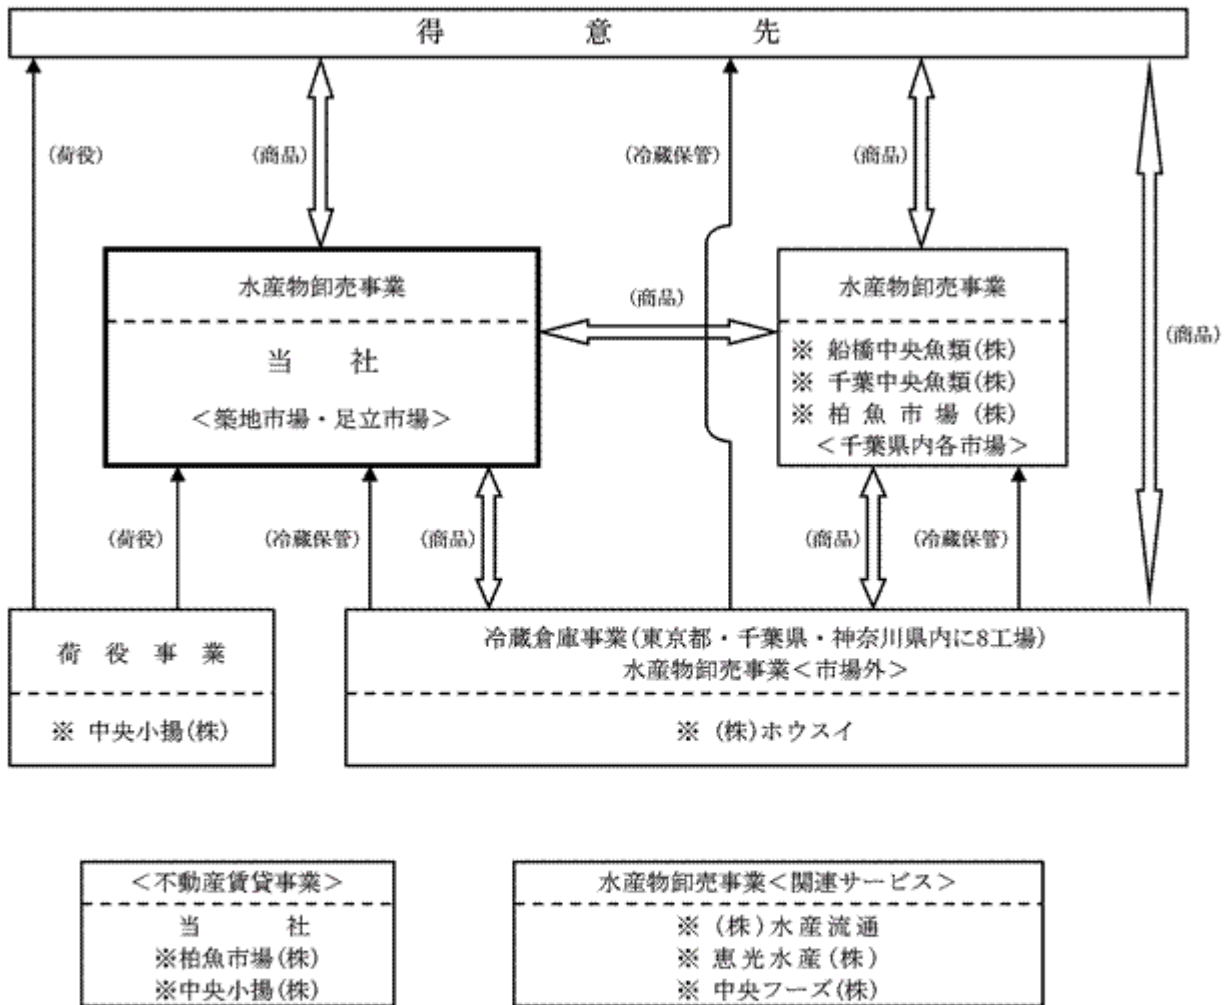 得意先
(荷役)
(商品)
(冷蔵保管)
(商品)
水産物卸売事業
当社
<築地市場・足立市場>
(商品)
水産物卸売事業
※ 船橋中央魚類(株)
※ 千葉中央魚類(株)
※ 柏魚市場(株)
<千葉県内各市場>
(商品)
(荷役)
(冷蔵保管)
(商品)
(商品)
(冷蔵保管)
荷役事業
※ 中央小揚(株)
冷蔵倉庫事業(東京都・千葉県・神奈川県内に8工場)
水産物卸売事業<市場外>
※ (株)ホウスイ
<不動産賃貸事業>
当社
※柏魚市場(株)
※中央小揚(株)
水産物卸売事業<関連サービス>
※ (株)水産流通
※ 恵光水産(株)
※ 中央フーズ(株)